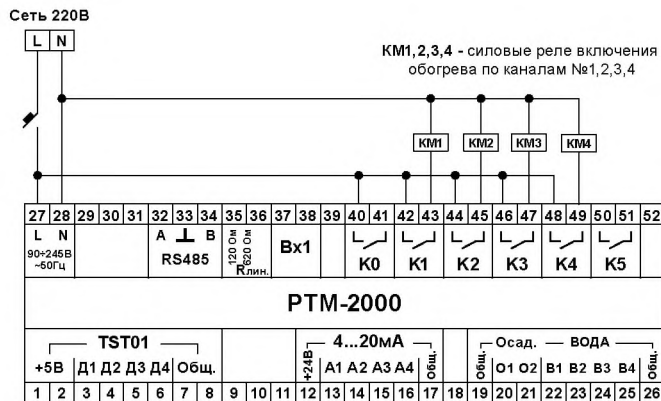 Сеть 220В
L N
КМ1,2,3,4 - силовые реле включения
обогрева по каналам №1,2,3,4
КМ1 КМ2 КМ3 КМ4
27 28 29 30 31 32 33 34 35 36 37 38 39 40 41 42 43 44 45 46 47 48 49 50 51 52
L N
90÷245В
~50Гц
A B
RS485
120 Ом
620 Ом
Rлин.
Вх1
К0 К1 К2 К3 К4 К5
РТМ-2000
TST01
+5В Д1 Д2 Д3 Д4 Общ.
4...20мА
+24В А1 А2 А3 А4 Общ.
Осад. ВОДА
Общ. О1 О2 В1 В2 В3 В4 Общ.
1 2 3 4 5 6 7 8 9 10 11 12 13 14 15 16 17 18 19 20 21 22 23 24 25 26